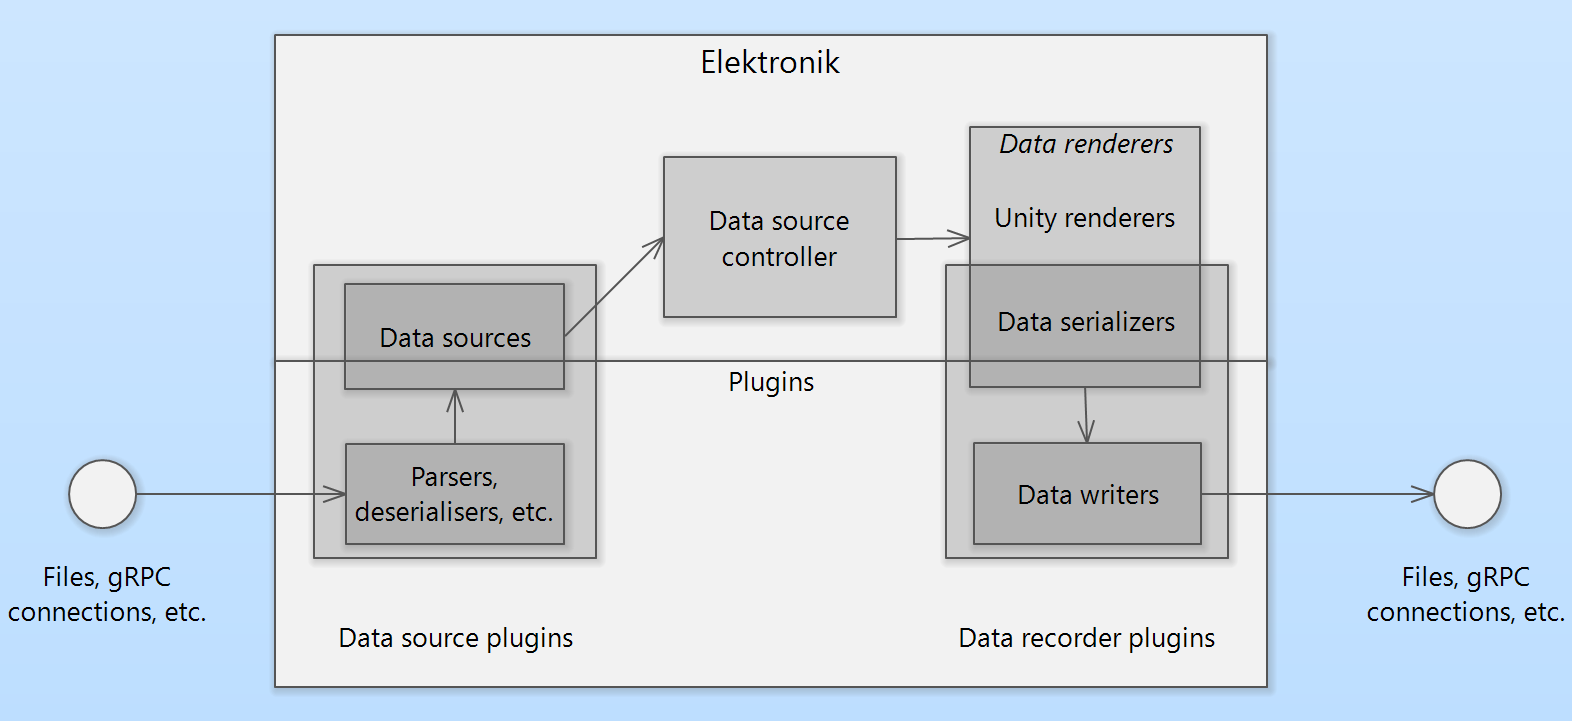 Elektronik
Data renderers
Unity renderers
Data source
controller
Data serializers
Data sources
Plugins
Parsers,
deserialisers, etc.
Data writers
Files, gRPC
connections, etc.
Files, gRPC
connections, etc.
Data source plugins
Data recorder plugins